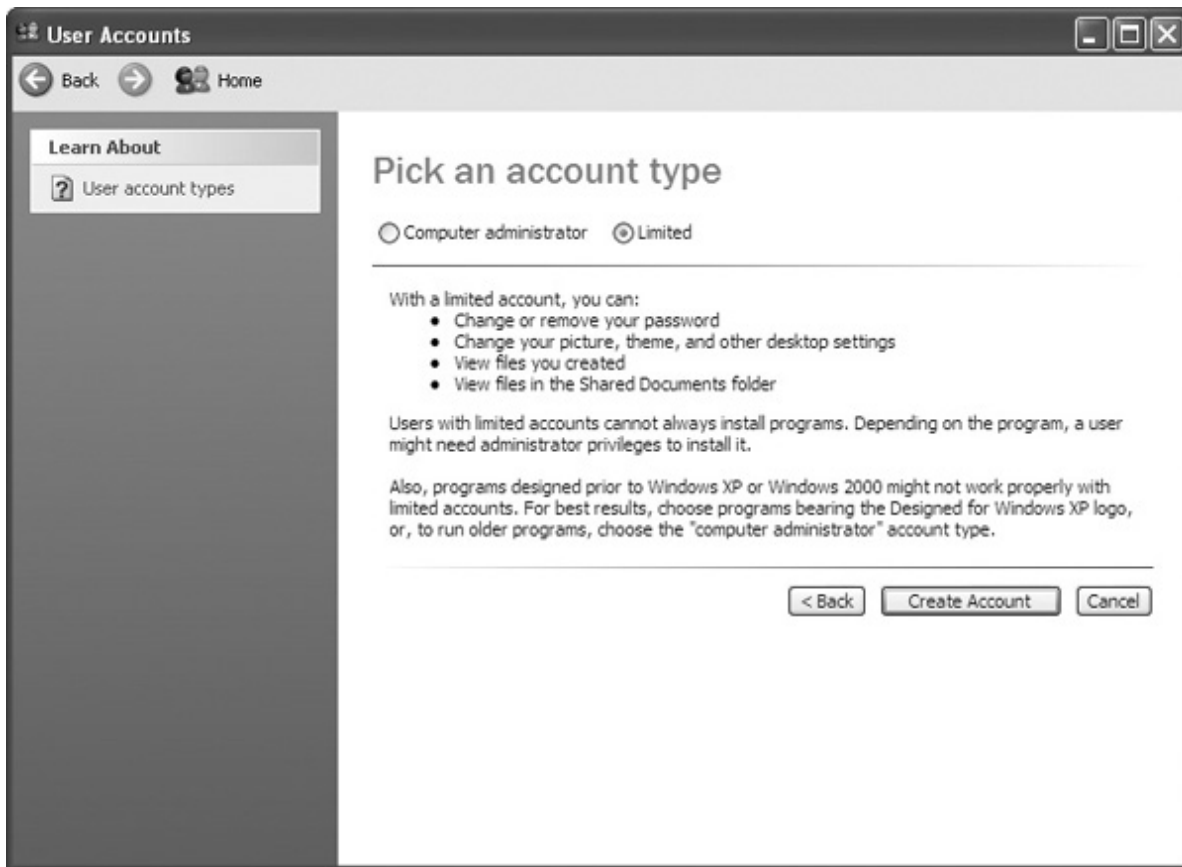 User Accounts
Back Home
Learn About
User account types
Pick an account type
Computer administrator Limited
With a limited account, you can:
• Change or remove your password
• Change your picture, theme, and other desktop settings
• View files you created
• View files in the Shared Documents folder
Users with limited accounts cannot always install programs. Depending on the program, a user
might need administrator privileges to install it.
Also, programs designed prior to Windows XP or Windows 2000 might not work properly with
limited accounts. For best results, choose programs bearing the Designed for Windows XP logo,
or, to run older programs, choose the "computer administrator" account type.
< Back Create Account Cancel